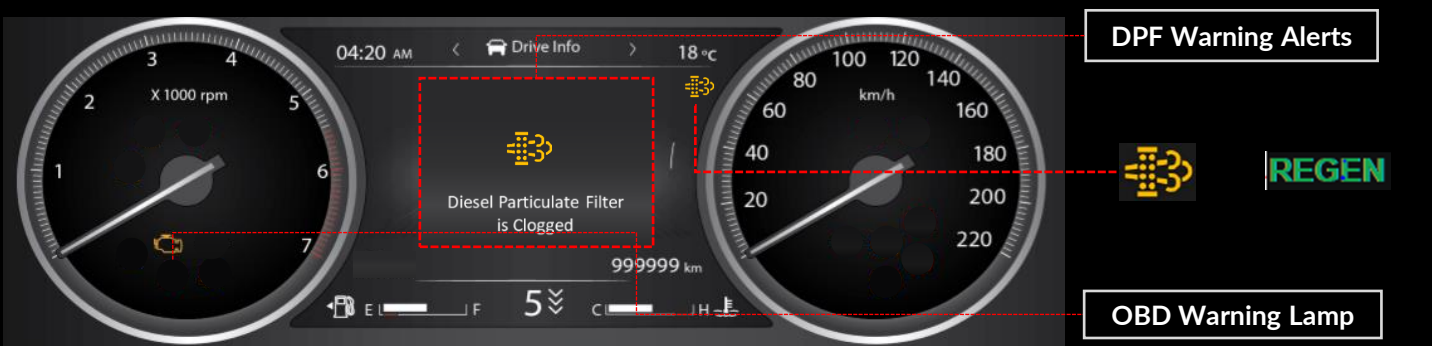 DPF Warning Alerts
04:20 AM
Drive Info
18 °C
X 1000 rpm
1
2
3
4
5
6
7
Diesel Particulate Filter
is Clogged
999999 km
E
F
5
C
H
km/h
20
40
60
80
100
120
140
160
180
200
220
REGEN
OBD Warning Lamp